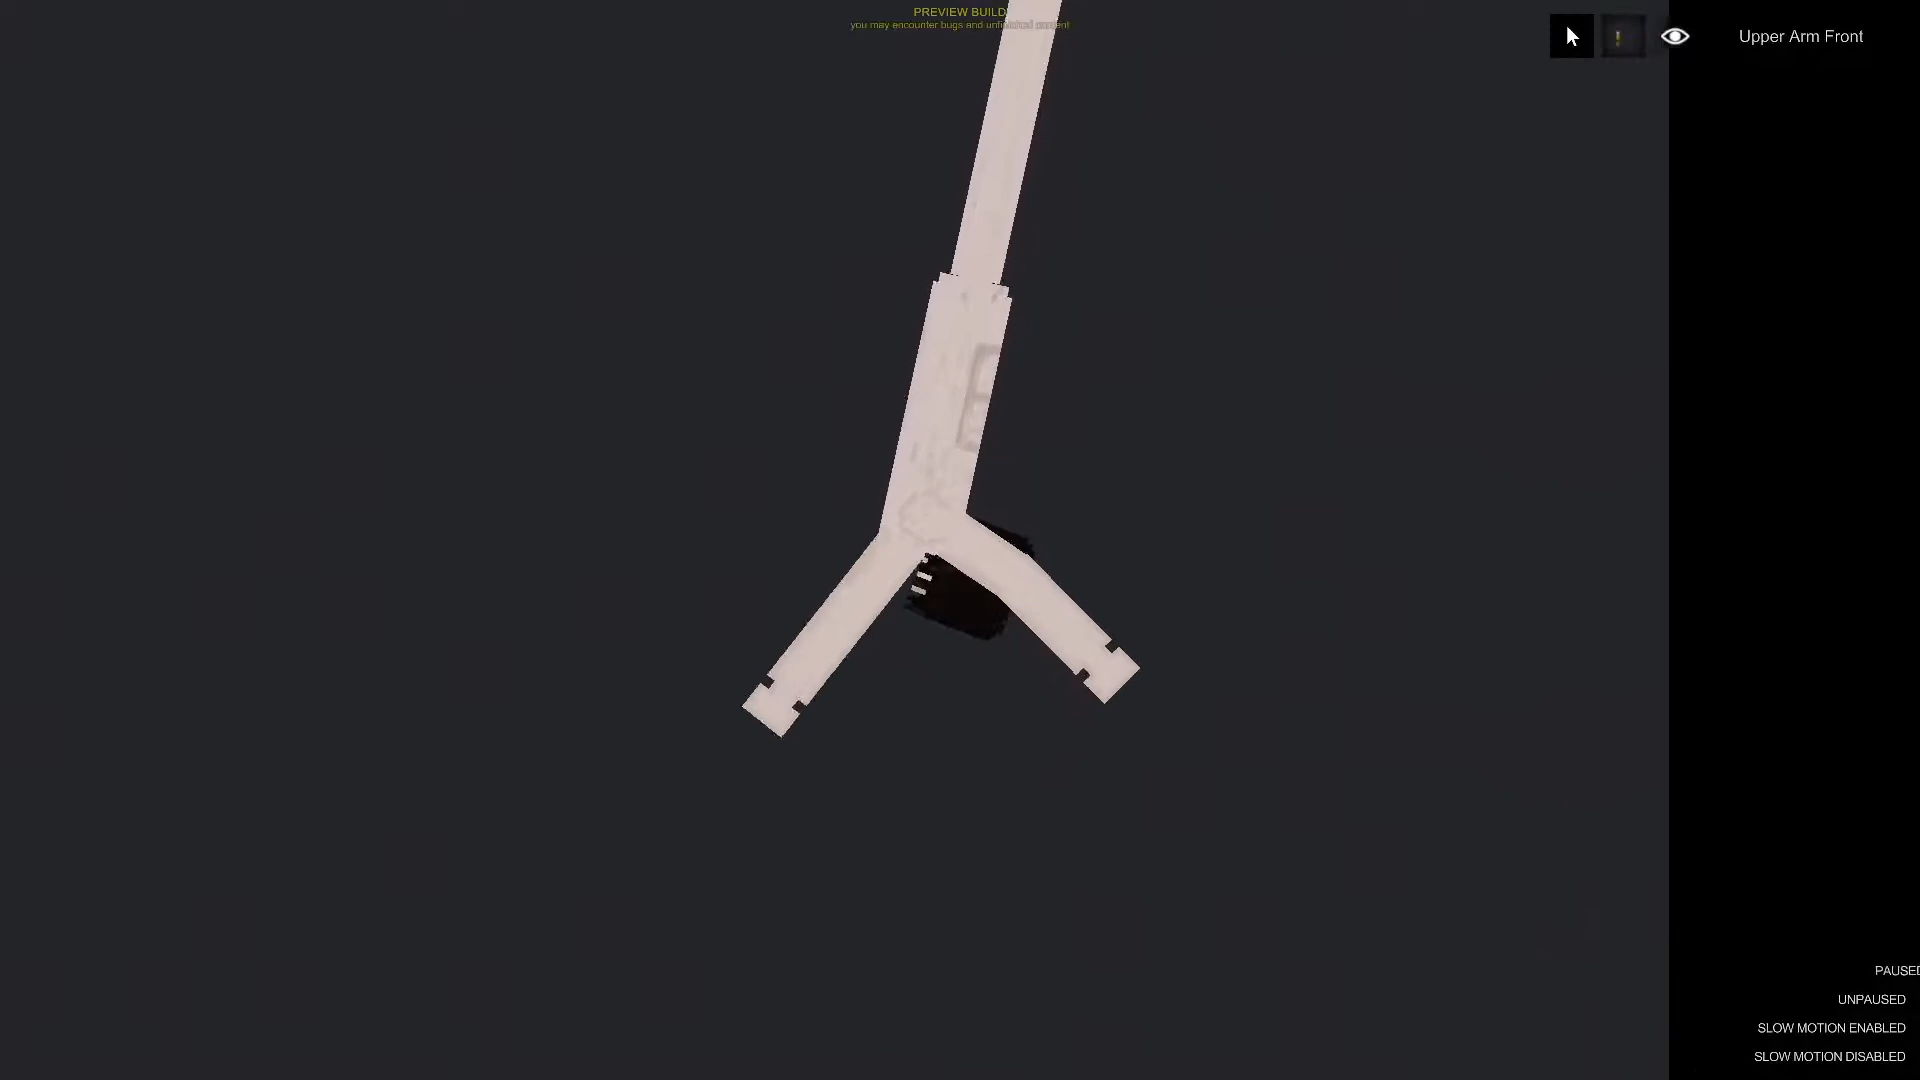 PREVIEW BUILD
you may encounter bugs and unfinished content
Upper Arm Front
PAUSED
UNPAUSED
SLOW MOTION ENABLED
SLOW MOTION DISABLED